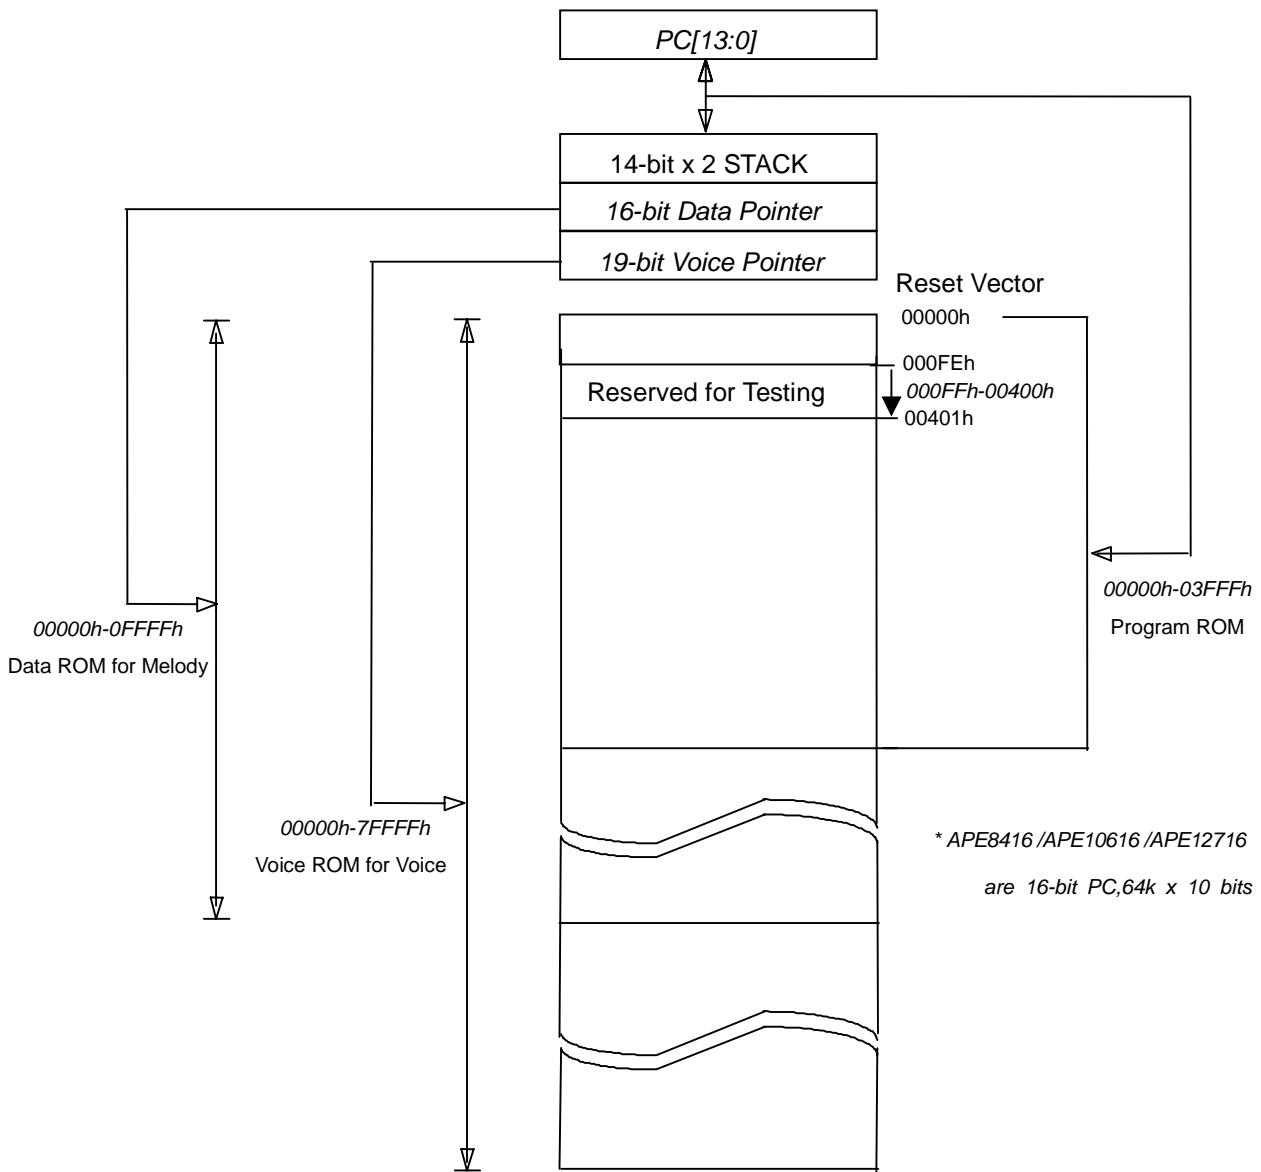 PC[13:0]
14-bit x 2 STACK
16-bit Data Pointer
19-bit Voice Pointer
Reset Vector
00000h
000FEh
Reserved for Testing
000FFh-00400h
00401h
00000h-03FFFh
Program ROM
00000h-0FFFFh
Data ROM for Melody
00000h-7FFFFh
Voice ROM for Voice
* APE8416 /APE10616 /APE12716
are 16-bit PC,64k x 10 bits